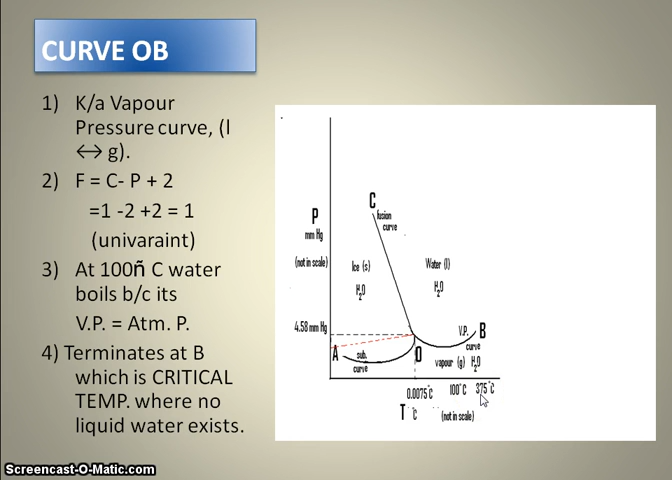 CURVE OB
1) K/a Vapour
Pressure curve, (l
↔ g).
2) F = C- P + 2
=1 -2 +2 = 1
(univaraint)
3) At 100ñ C water
boils b/c its
V.P. = Atm. P.
4) Terminates at B
which is CRITICAL
TEMP. where no
liquid water exists.
C
fusion
curve
P
mm Hg
(not in scale)
Ice (s)
H₂O
Water (l)
H₂O
4.58 mm Hg
A
sub.
curve
O
V.P.
curve
B
vapour (g) H₂O
0.0075°C 100°C 375°C
T °C (not in scale)
Screencast-O-Matic.com